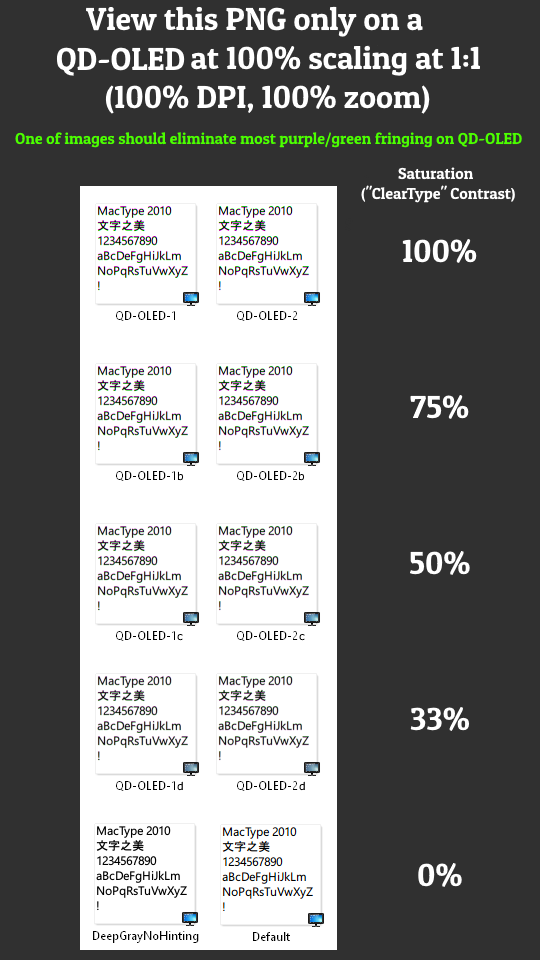 View this PNG only on a
QD-OLED at 100% scaling at 1:1
(100% DPI, 100% zoom)
One of images should eliminate most purple/green fringing on QD-OLED
Saturation
("ClearType" Contrast)
MacType 2010
文字之美
1234567890
aBcDeFgHiJkLm
NoPqRsTuVwXyZ
!
QD-OLED-1
MacType 2010
文字之美
1234567890
aBcDeFgHiJkLm
NoPqRsTuVwXyZ
!
QD-OLED-2
100%
MacType 2010
文字之美
1234567890
aBcDeFgHiJkLm
NoPqRsTuVwXyZ
!
QD-OLED-1b
MacType 2010
文字之美
1234567890
aBcDeFgHiJkLm
NoPqRsTuVwXyZ
!
QD-OLED-2b
75%
MacType 2010
文字之美
1234567890
aBcDeFgHiJkLm
NoPqRsTuVwXyZ
!
QD-OLED-1c
MacType 2010
文字之美
1234567890
aBcDeFgHiJkLm
NoPqRsTuVwXyZ
!
QD-OLED-2c
50%
MacType 2010
文字之美
1234567890
aBcDeFgHiJkLm
NoPqRsTuVwXyZ
!
QD-OLED-1d
MacType 2010
文字之美
1234567890
aBcDeFgHiJkLm
NoPqRsTuVwXyZ
!
QD-OLED-2d
33%
MacType 2010
文字之美
1234567890
aBcDeFgHiJkLm
NoPqRsTuVwXyZ
!
DeepGrayNoHinting
MacType 2010
文字之美
1234567890
aBcDeFgHiJkLm
NoPqRsTuVwXyZ
!
Default
0%